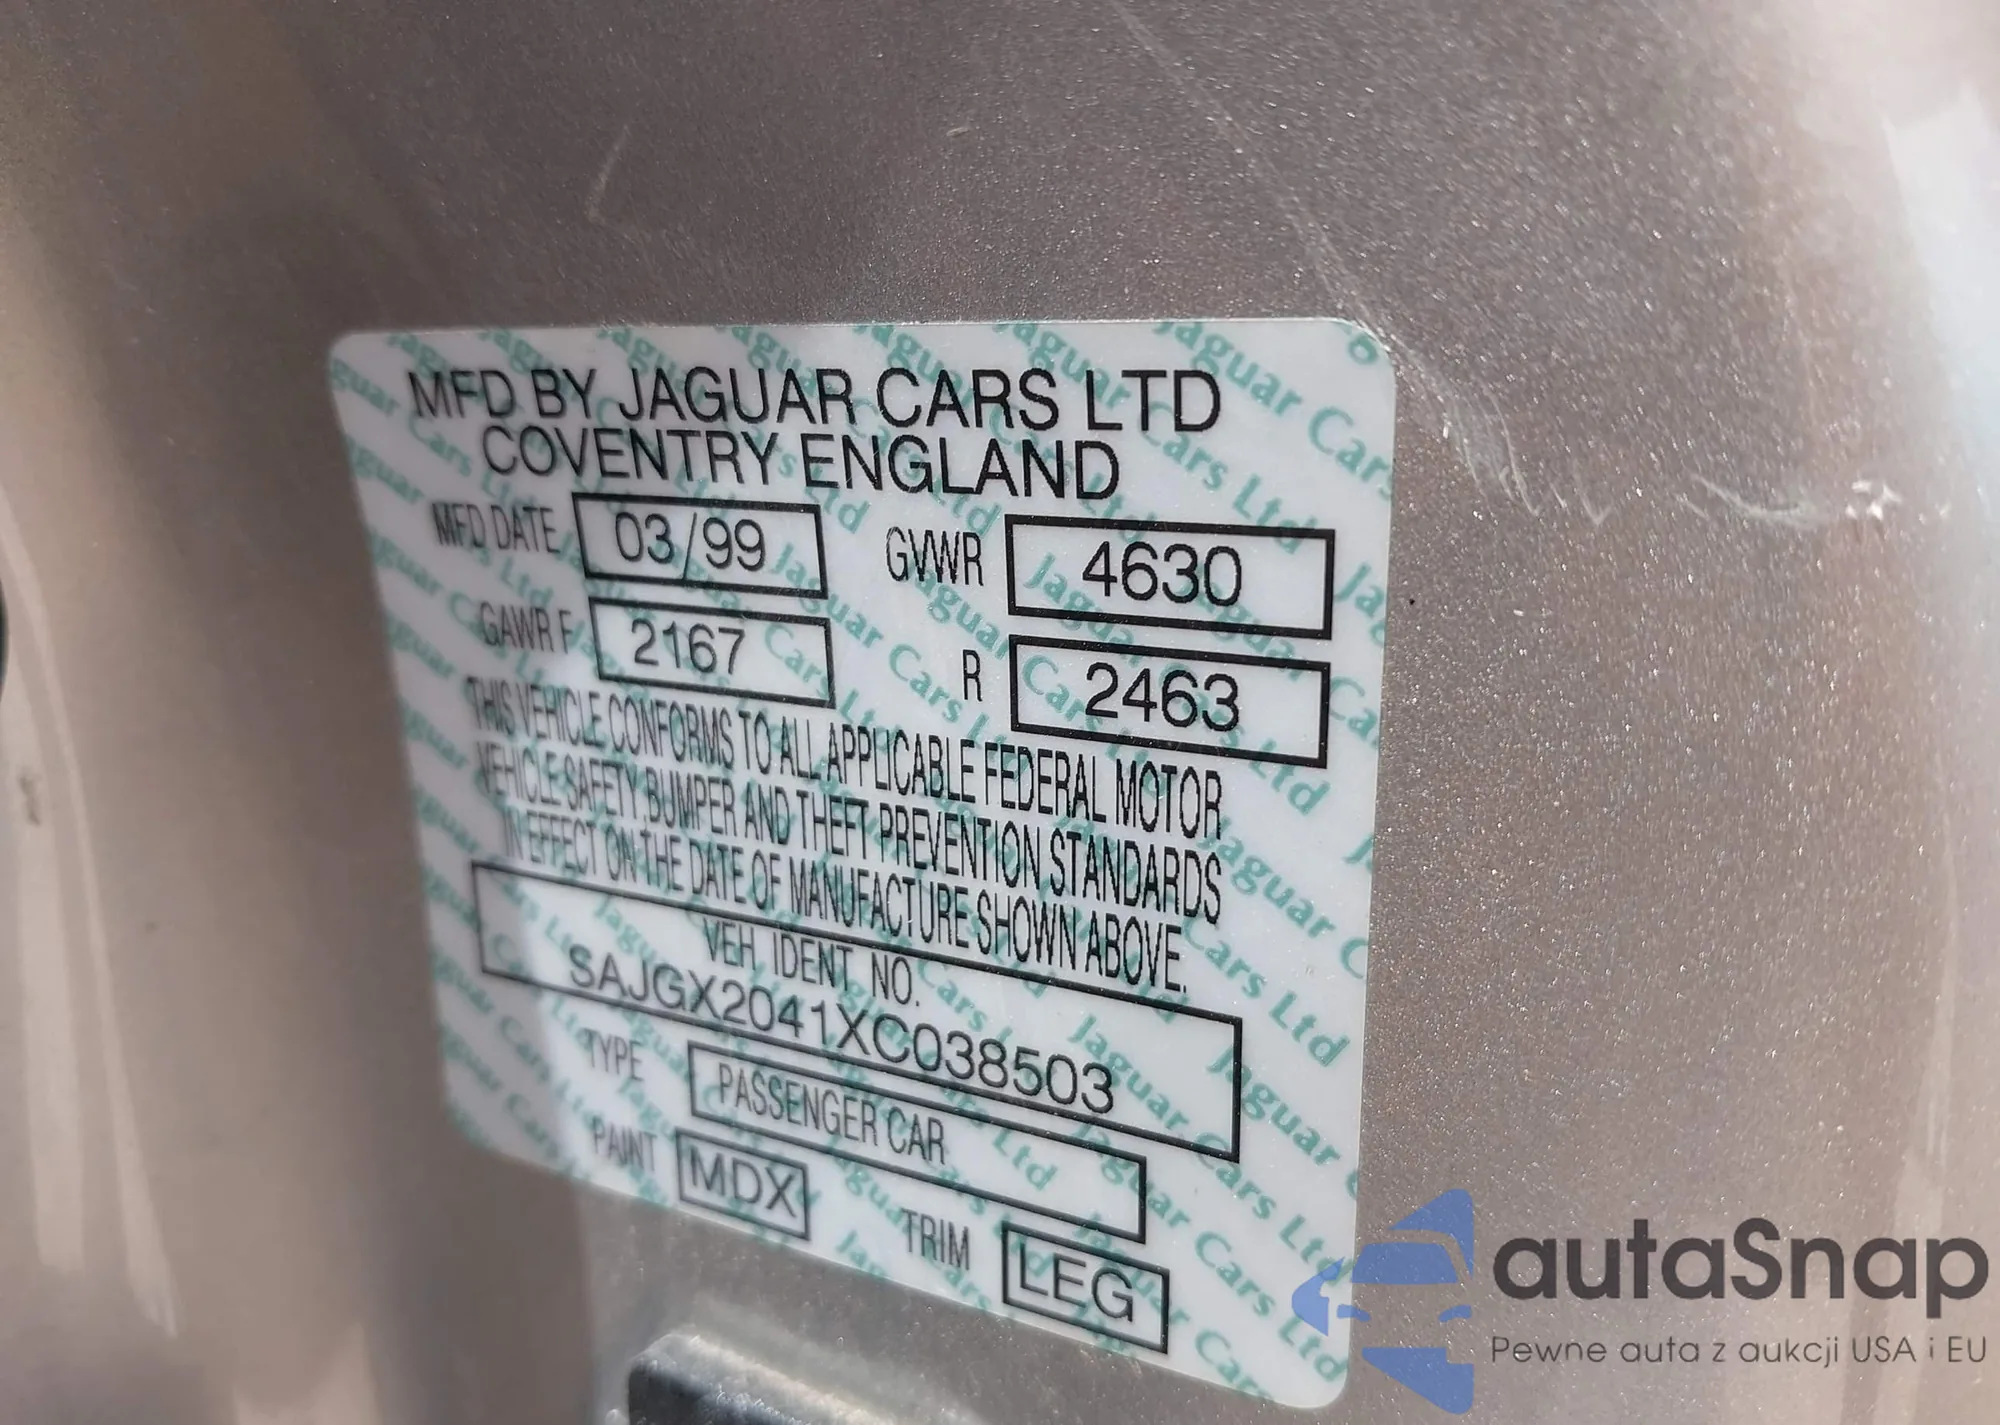 MFD BY JAGUAR CARS LTD
COVENTRY ENGLAND
MFD DATE 03/99 GVWR 4630
GAWR F 2167 R 2463
THIS VEHICLE CONFORMS TO ALL APPLICABLE FEDERAL MOTOR
VEHICLE SAFETY, BUMPER AND THEFT PREVENTION STANDARDS
IN EFFECT ON THE DATE OF MANUFACTURE SHOWN ABOVE.
VEH. IDENT. NO.
SAJGX2041XC038503
TYPE PASSENGER CAR
PAINT MDX TRIM LEG
Jaguar Cars Ltd
autaSnap
Pewne auta z aukcji USA i EU